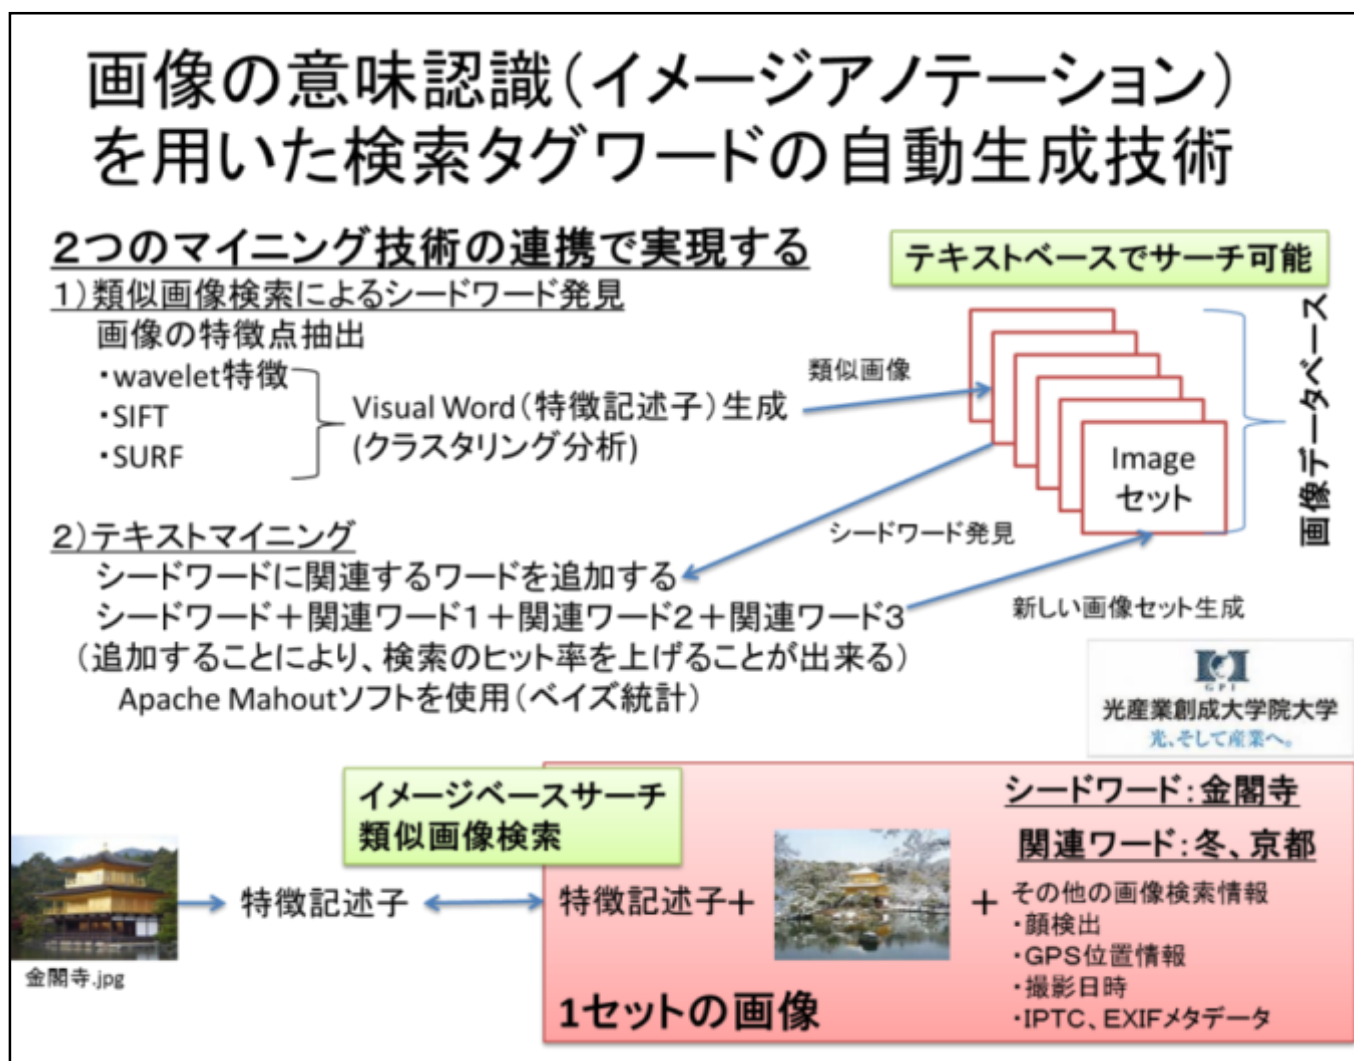 画像の意味認識(イメージアノテーション)
を用いた検索タグワードの自動生成技術
2つのマイニング技術の連携で実現する
1)類似画像検索によるシードワード発見
画像の特徴点抽出
・wavelet特徴
・SIFT
・SURF
Visual Word(特徴記述子)生成
(クラスタリング分析)
類似画像
テキストベースでサーチ可能
Image
セット
画像データベース
シードワード発見
2)テキストマイニング
シードワードに関連するワードを追加する
シードワード+関連ワード1+関連ワード2+関連ワード3
(追加することにより、検索のヒット率を上げることが出来る)
Apache Mahoutソフトを使用(ベイズ統計)
新しい画像セット生成
GPI
光産業創成大学院大学
光、そして産業へ。
イメージベースサーチ
類似画像検索
金閣寺.jpg
特徴記述子
特徴記述子+
+
シードワード:金閣寺
関連ワード:冬、京都
その他の画像検索情報
・顔検出
・GPS位置情報
・撮影日時
・IPTC、EXIFメタデータ
1セットの画像